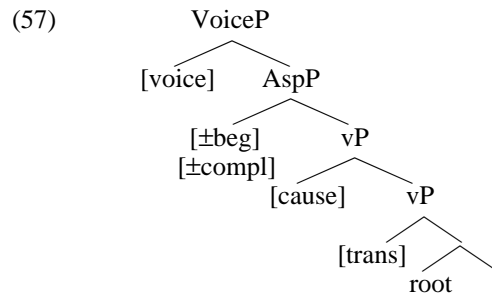 (57) VoiceP
[voice] AspP
[±beg] vP
[±compl]
[cause] vP
[trans]
root